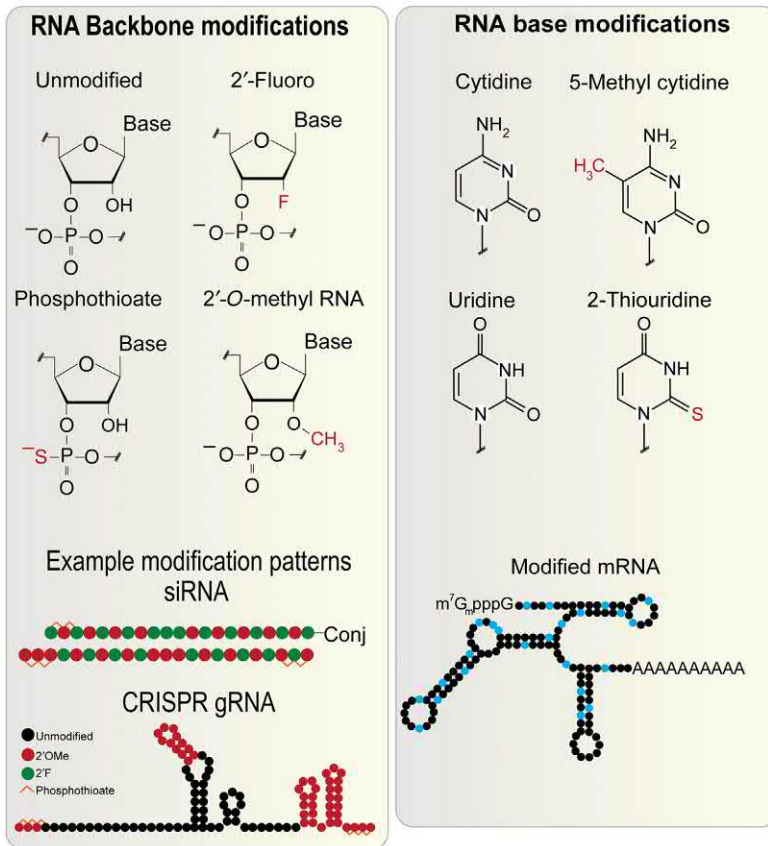 RNA Backbone modifications
Unmodified 2′-Fluoro
O Base O Base
O OH O F
⁻O–P–O O–P–O
O O
Phosphothioate 2′-O-methyl RNA
O Base O Base
O OH O O CH₃
⁻S–P–O ⁻O–P–O
O O
Example modification patterns
siRNA
Conj
CRISPR gRNA
Unmodified
2'OMe
2'F
Phosphothioate
RNA base modifications
Cytidine 5-Methyl cytidine
NH₂ NH₂
H₃C
N N
N O N O
Uridine 2-Thiouridine
O O
NH NH
N O N S
Modified mRNA
m⁷GₘpppG
AAAAAAAAAA